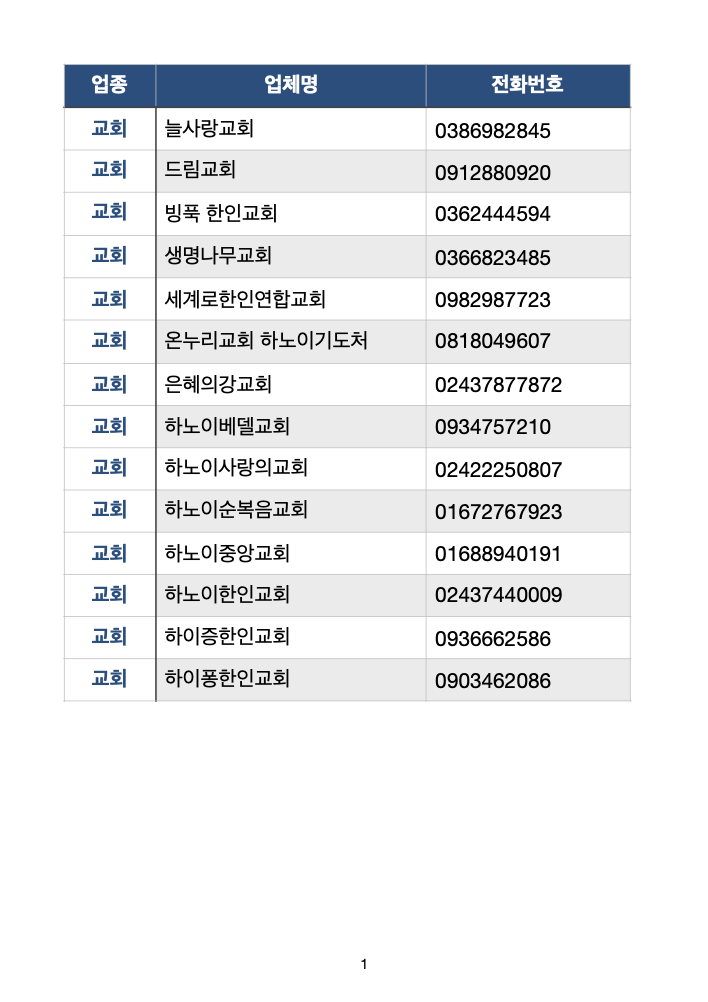 업종 업체명 전화번호
교회 늘사랑교회 0386982845
교회 드림교회 0912880920
교회 빙푹 한인교회 0362444594
교회 생명나무교회 0366823485
교회 세계로한인연합교회 0982987723
교회 온누리교회 하노이기도처 0818049607
교회 은혜의강교회 02437877872
교회 하노이베델교회 0934757210
교회 하노이사랑의교회 02422250807
교회 하노이순복음교회 01672767923
교회 하노이중앙교회 01688940191
교회 하노이한인교회 02437440009
교회 하이증한인교회 0936662586
교회 하이퐁한인교회 0903462086
1